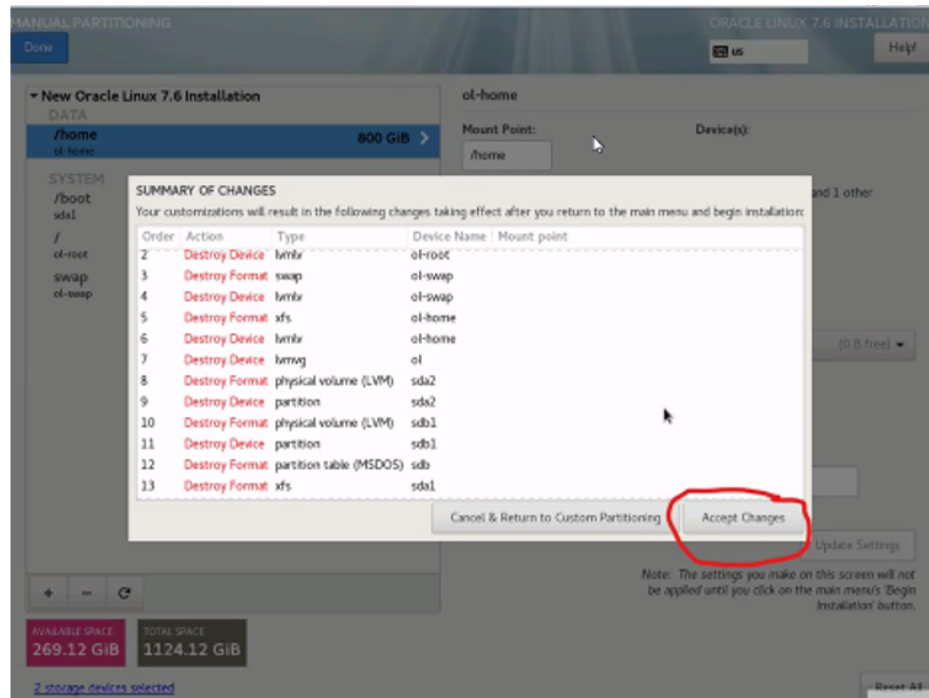 MANUAL PARTITIONING
ORACLE LINUX 7.6 INSTALLATION
Done
us
Help!
New Oracle Linux 7.6 Installation
DATA
/home
800 GiB
ol-home
SYSTEM
/boot
sda1
/
ol-root
swap
ol-swap
ol-home
Mount Point:
Device(s):
/home
and 1 other
SUMMARY OF CHANGES
Your customizations will result in the following changes taking effect after you return to the main menu and begin installation:
Order Action Type Device Name Mount point
2 Destroy Device lvmlv ol-root
3 Destroy Format swap ol-swap
4 Destroy Device lvmlv ol-swap
5 Destroy Format xfs ol-home
6 Destroy Device lvmlv ol-home
7 Destroy Device lvmvg ol
8 Destroy Format physical volume (LVM) sda2
9 Destroy Device partition sda2
10 Destroy Format physical volume (LVM) sdb1
11 Destroy Device partition sdb1
12 Destroy Format partition table (MSDOS) sdb
13 Destroy Format xfs sda1
(0 B free)
Cancel & Return to Custom Partitioning
Accept Changes
Update Settings
Note: The settings you make on this screen will not
be applied until you click on the main menu's 'Begin
Installation' button.
+ −
AVAILABLE SPACE
269.12 GiB
TOTAL SPACE
1124.12 GiB
2 storage devices selected
Reset All